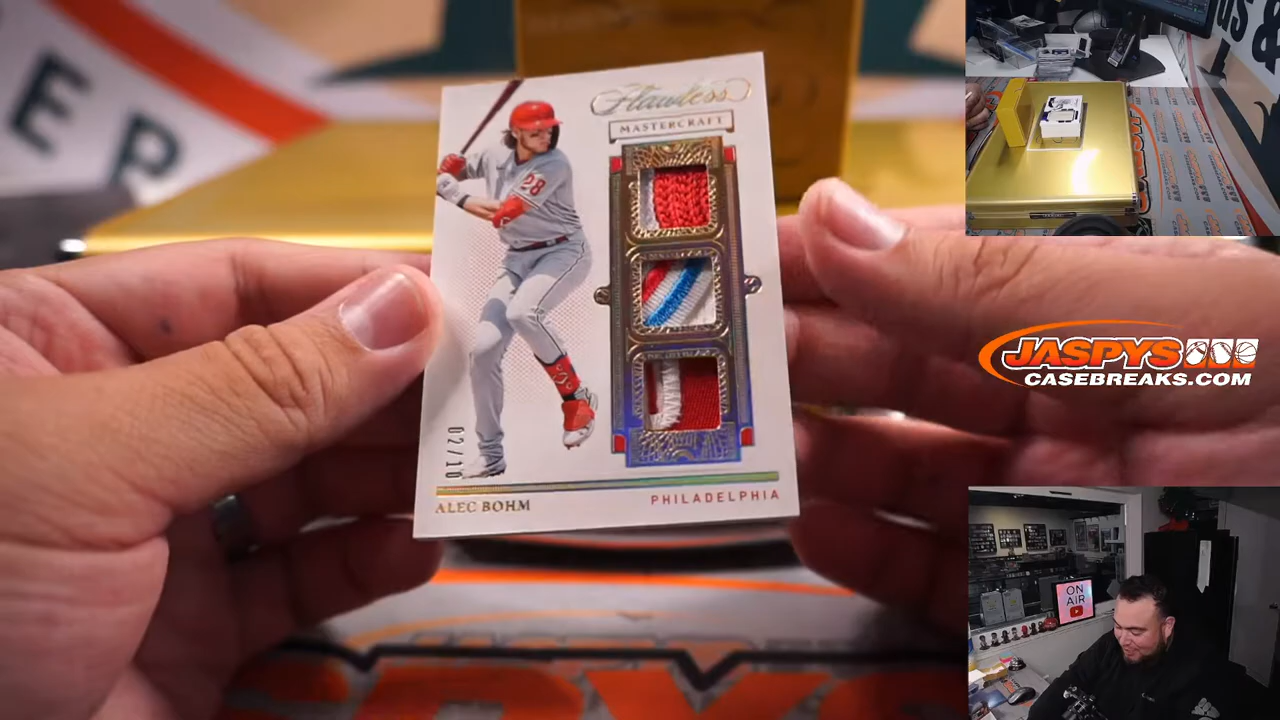 Flawless
MASTERCRAFT
28
02/10
ALEC BOHM
PHILADELPHIA
JASPYS
CASEBREAKS.COM
ON
AIR